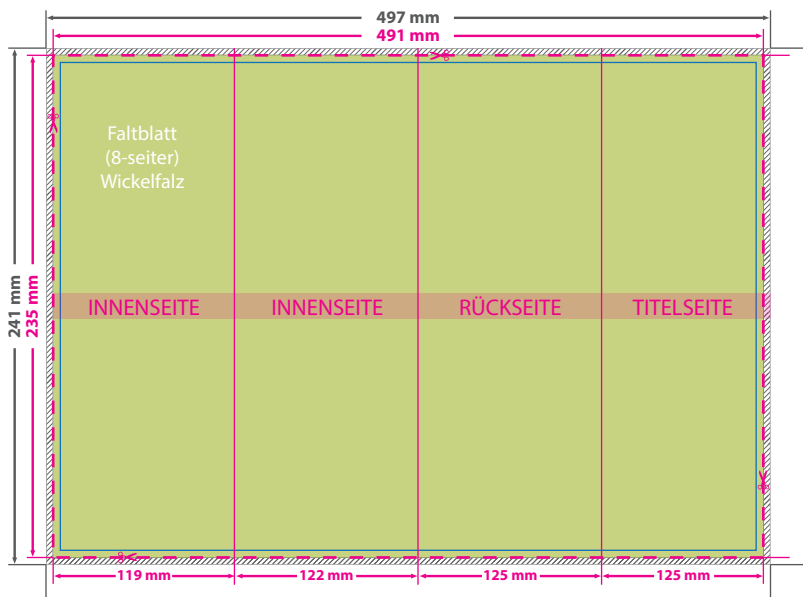 497 mm
491 mm
241 mm
235 mm
Faltblatt
(8-seiter)
Wickelfalz
INNENSEITE
INNENSEITE
RÜCKSEITE
TITELSEITE
119 mm
122 mm
125 mm
125 mm